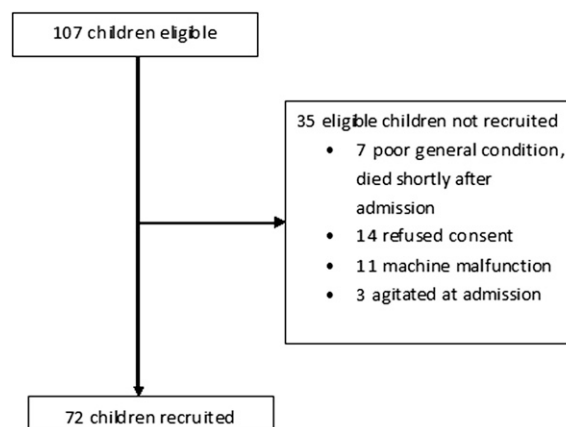 107 children eligible
35 eligible children not recruited
• 7 poor general condition,
died shortly after
admission
• 14 refused consent
• 11 machine malfunction
• 3 agitated at admission
72 children recruited